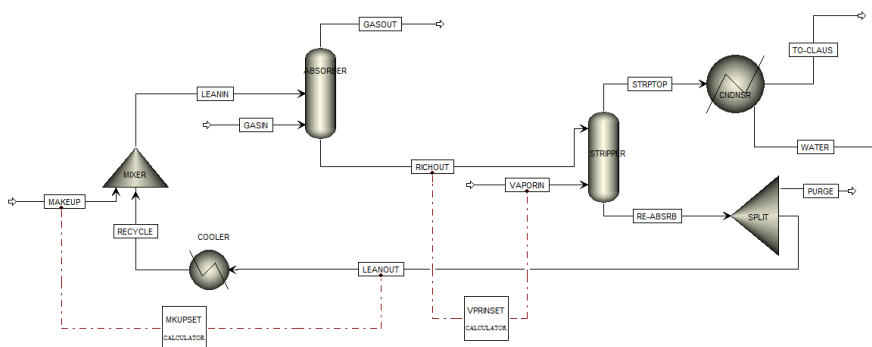 GASOUT
TO-CLAUS
ABSORBER
STRPTOP
CNDNSR
LEANIN
GASIN
WATER
STRIPPER
RICHOUT
MIXER
VAPORIN
PURGE
MAKEUP
RE-ABSRB
SPLIT
RECYCLE
COOLER
LEANOUT
MKUPSET
CALCULATOR
VPRINSET
CALCULATOR